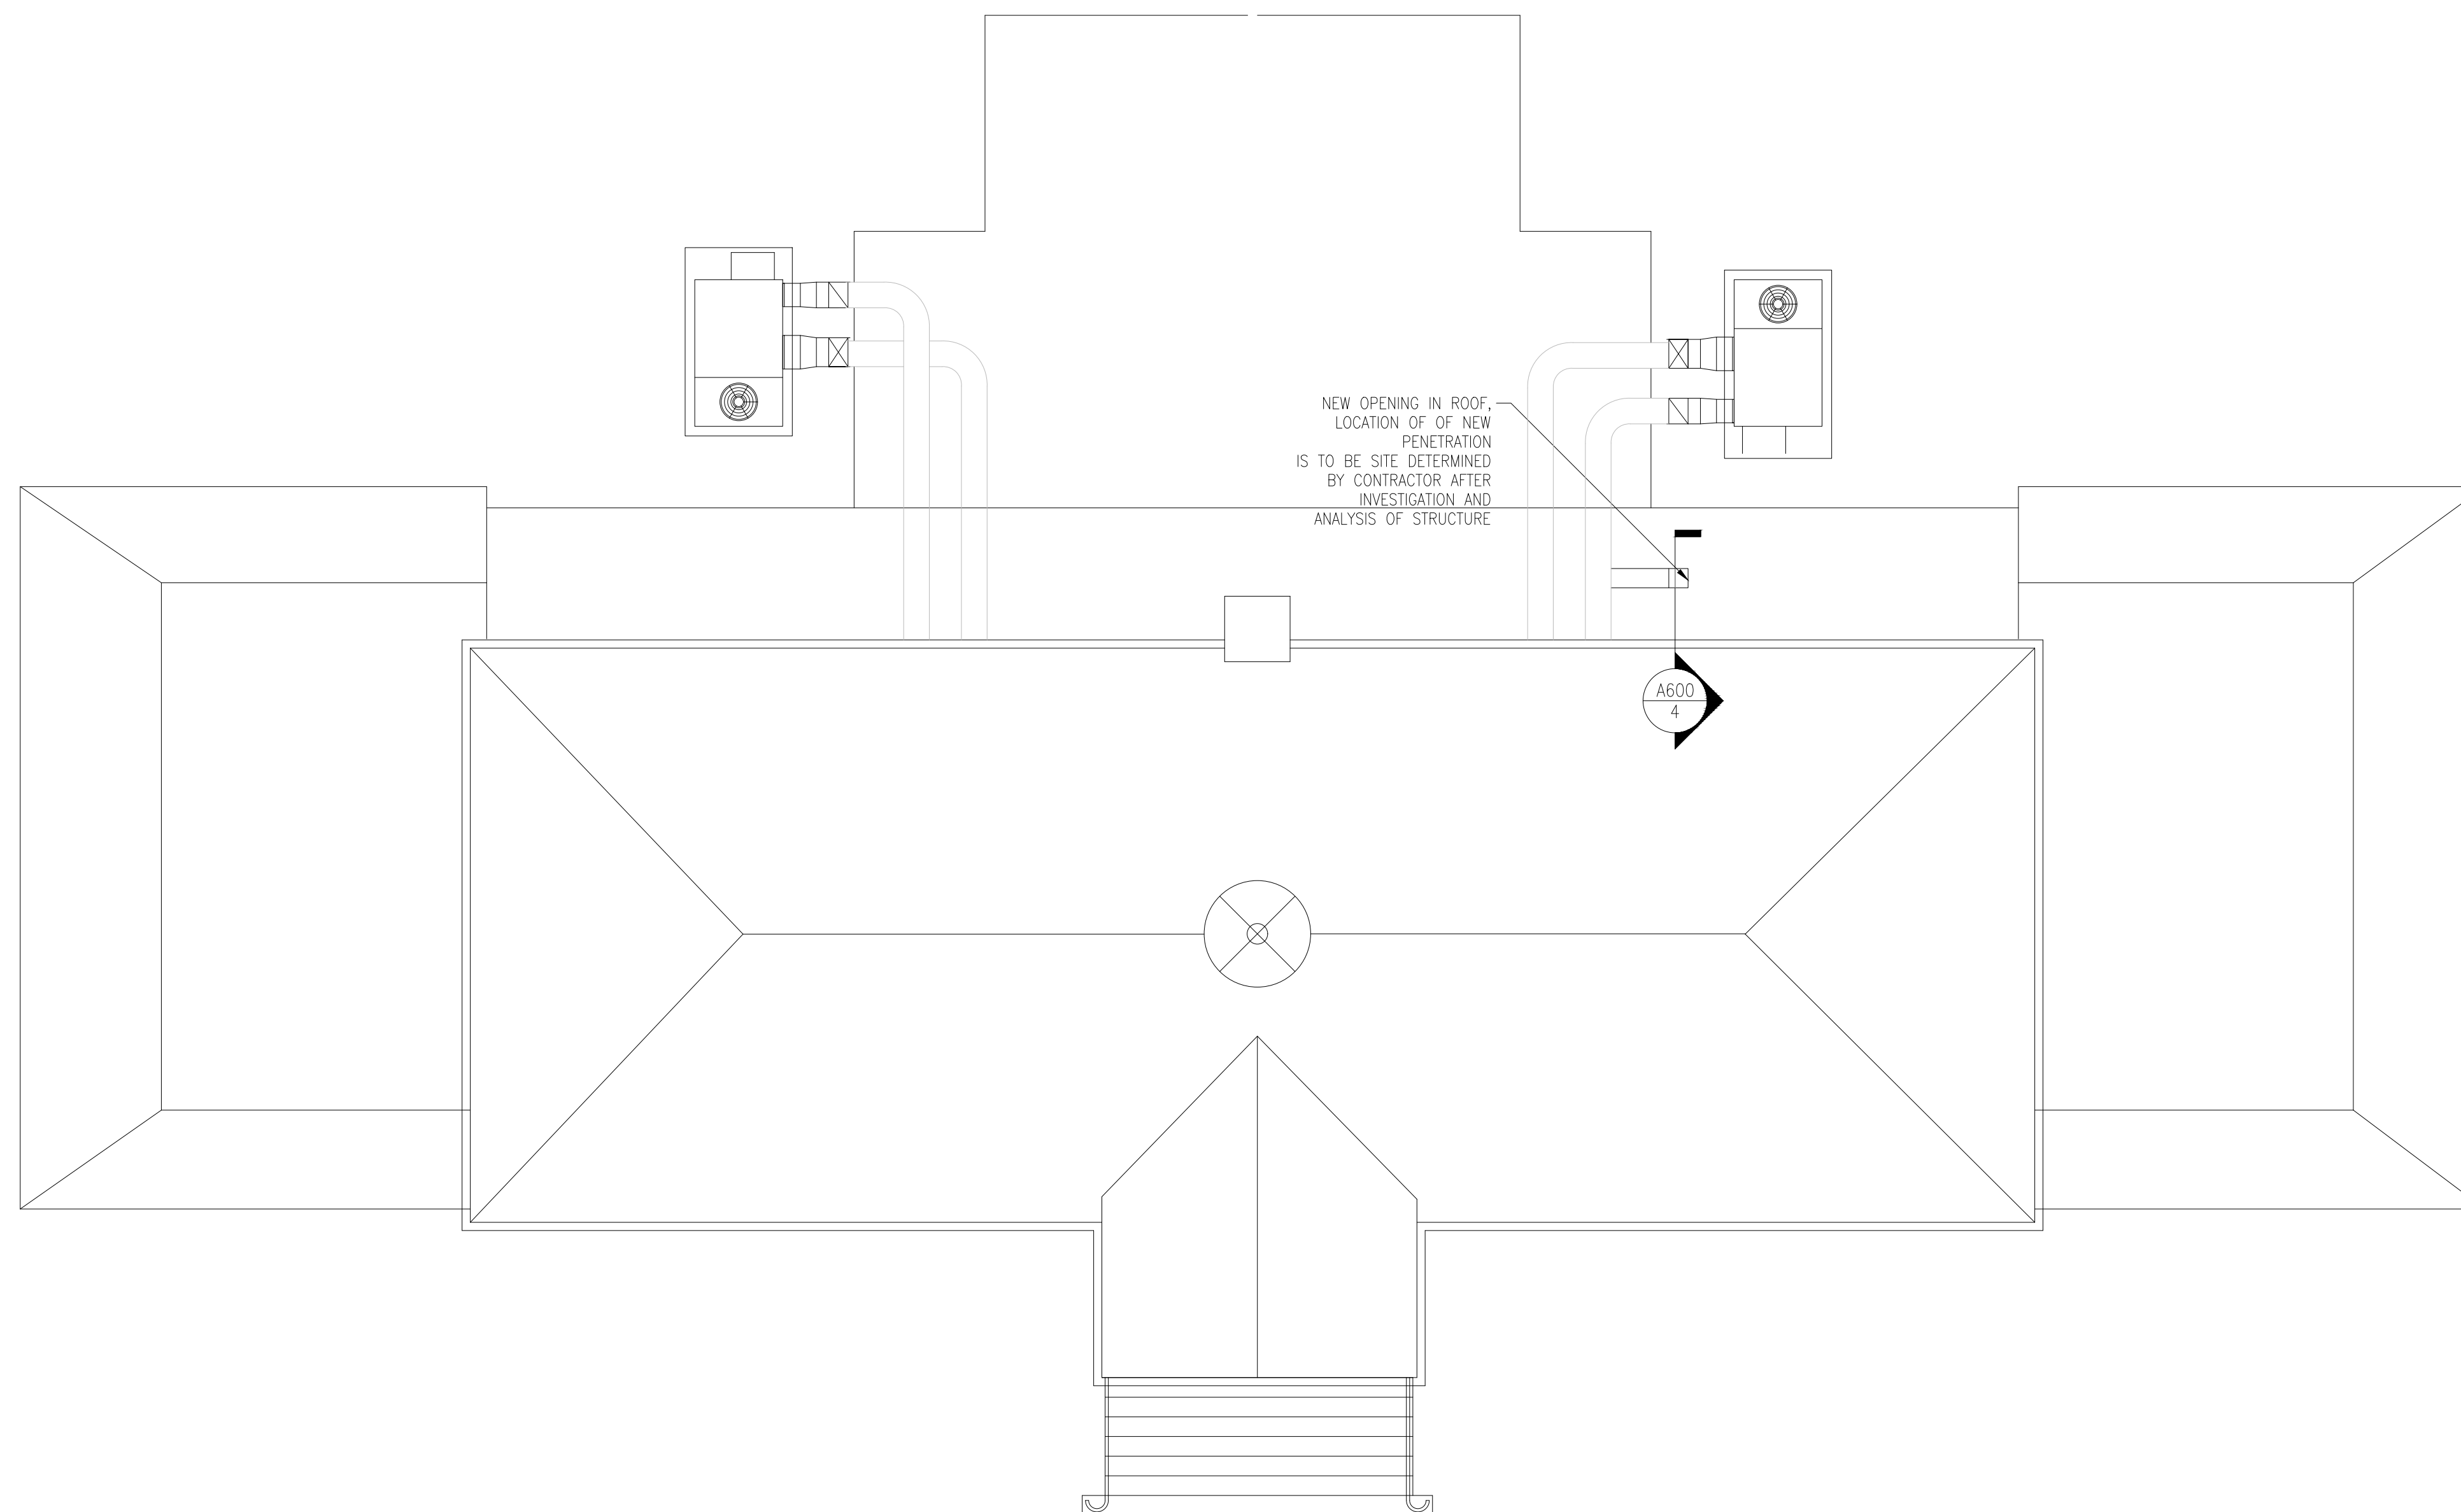 NEW OPENING IN ROOF,
LOCATION OF OF NEW
PENETRATION
IS TO BE SITE DETERMINED
BY CONTRACTOR AFTER
INVESTIGATION AND
ANALYSIS OF STRUCTURE
A600
4